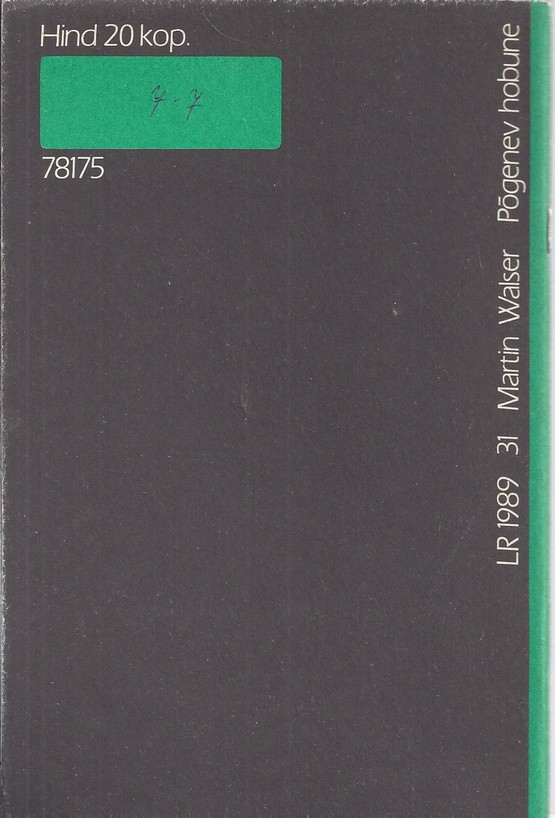 Hind 20 kop.
7-7
78175
LR 1989 31 Martin Walser Põgenev hobune